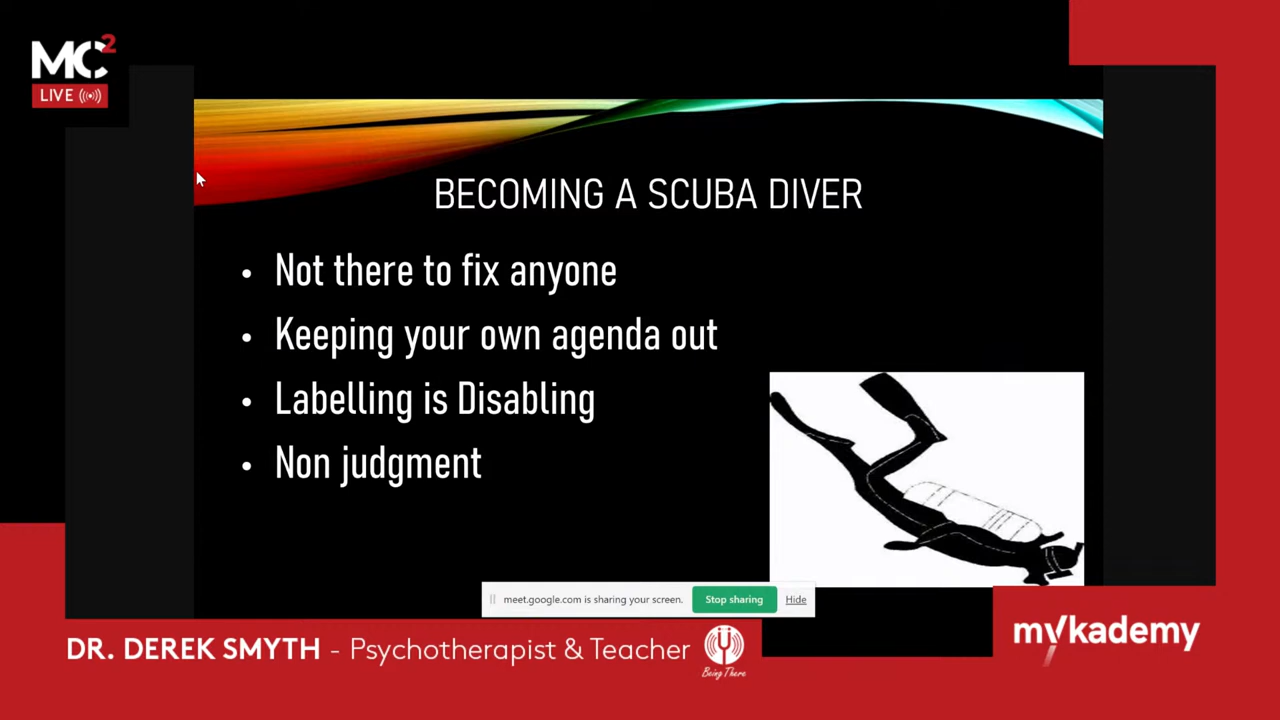 MC2
LIVE
BECOMING A SCUBA DIVER
• Not there to fix anyone
• Keeping your own agenda out
• Labelling is Disabling
• Non judgment
meet.google.com is sharing your screen. Stop sharing Hide
DR. DEREK SMYTH - Psychotherapist & Teacher
Being There
mykademy